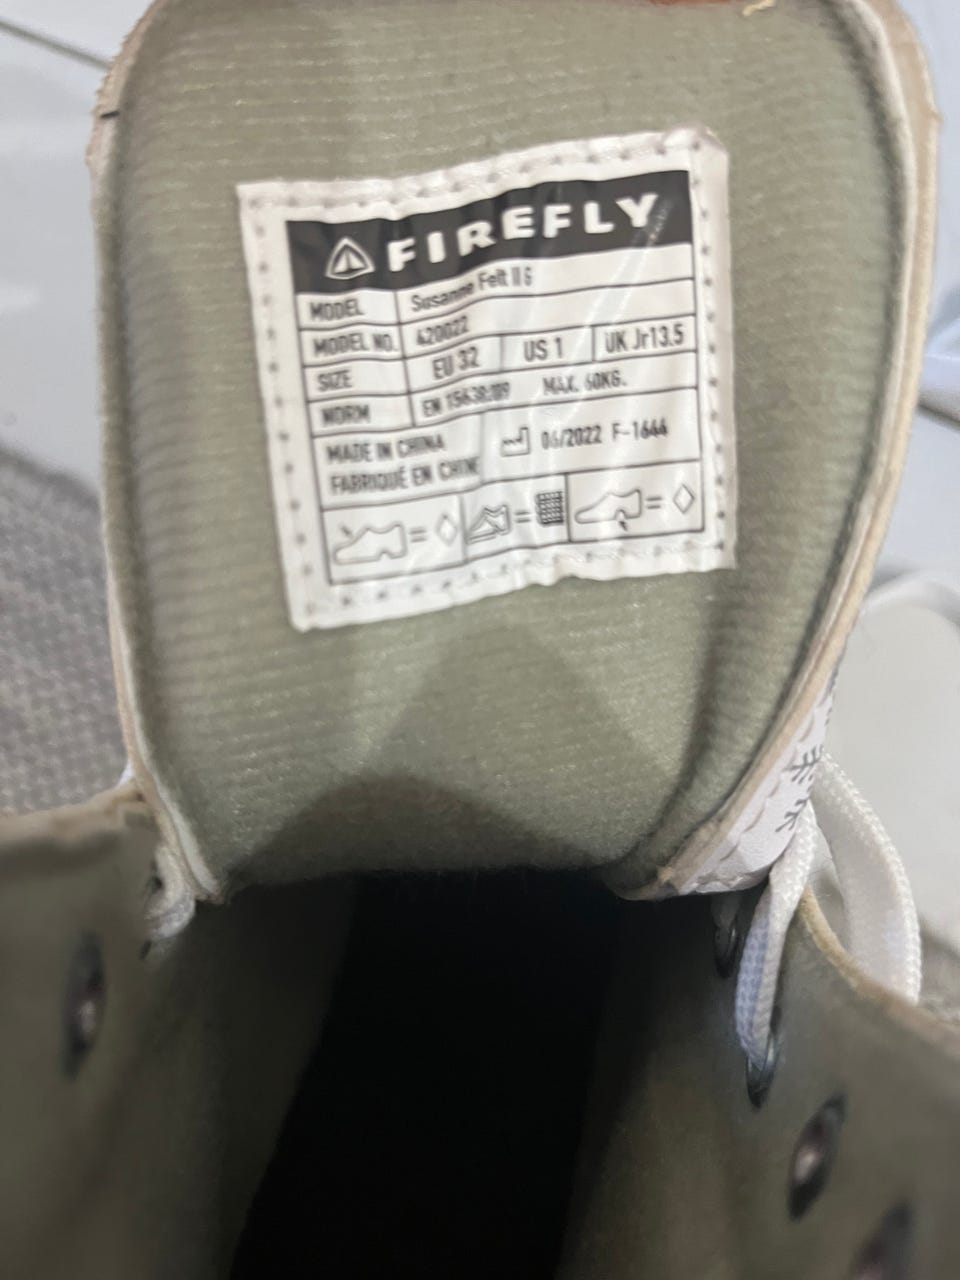 FIREFLY
MODEL Susanne Felt II G
MODEL NO. 420022
SIZE EU 32 US 1 UK Jr13.5
NORM EN 15638:09 MAX. 60KG.
MADE IN CHINA
FABRIQUÉ EN CHINE
06/2022 F-1644
= =
=